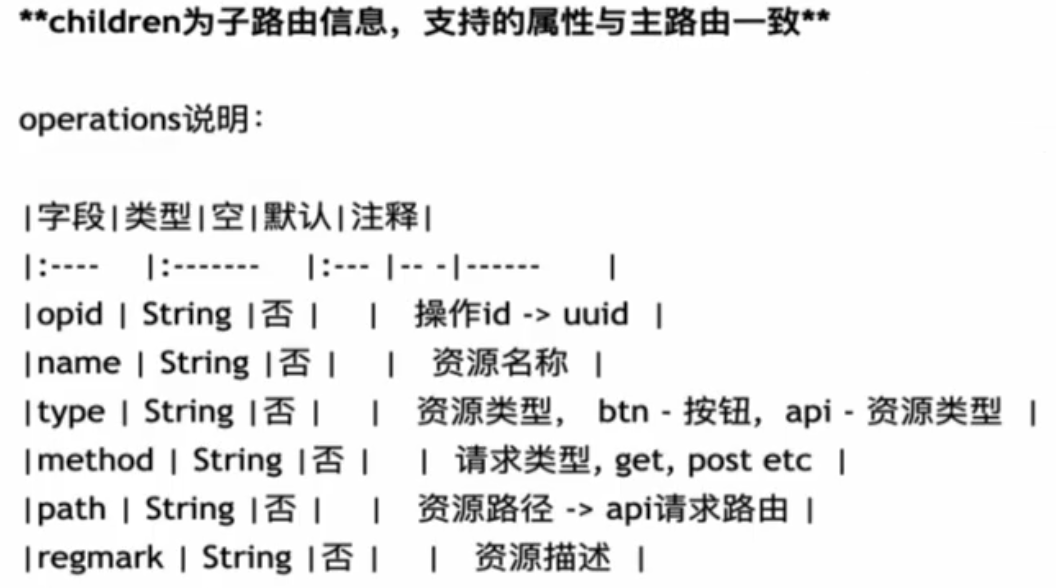 **children为子路由信息，支持的属性与主路由一致**
operations说明：
|字段|类型|空|默认|注释|
|:---- |:------- |:--- |-- -|------ |
|opid | String |否 | | 操作id -> uuid |
|name | String |否 | | 资源名称 |
|type | String |否 | | 资源类型， btn - 按钮，api - 资源类型 |
|method | String |否 | | 请求类型, get, post etc |
|path | String |否 | | 资源路径 -> api请求路由 |
|regmark | String |否 | | 资源描述 |